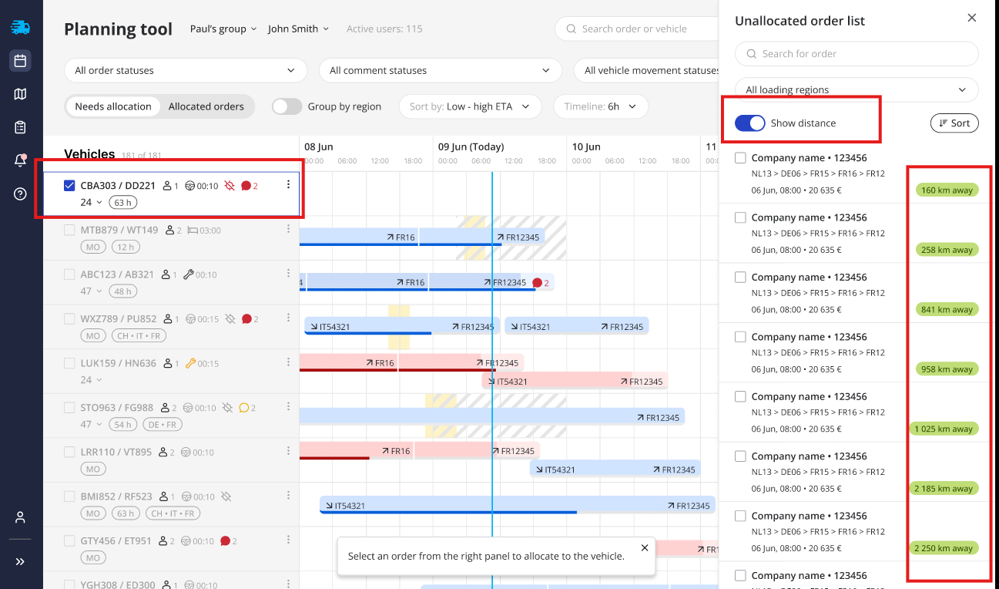 Planning tool
Paul's group
John Smith
Active users: 115
Search order or vehicle
All order statuses
All comment statuses
All vehicle movement statuses
Needs allocation
Allocated orders
Group by region
Sort by: Low - high ETA
Timeline: 6h
Vehicles 181 of 181
08 Jun
09 Jun (Today)
10 Jun
11
00:00 06:00 12:00 18:00 00:00 06:00 12:00 18:00 00:00 06:00 12:00 18:00
CBA303 / DD221 1 00:10 2
24 63 h
MTB879 / WT149 2 03:00
MO 12 h
FR16
FR12345
ABC123 / AB321 1 00:10
47 48 h
4
FR16
FR12345
2
WXZ789 / PU852 1 00:15 2
MO CH • IT • FR
IT54321
FR12345
IT54321
FR12345
LUK159 / HN636 1 00:15
24
FR16
FR12345
IT54321
FR12345
STO963 / FG988 2 00:10 2
47 54 h DE • FR
FR12345
LRR110 / VT895 2 00:10
MO
FR16
FR12345
IT54321
FR12345
BMI852 / RF523 1 00:10
MO 63 h CH • IT • FR
IT54321
FR12345
GTY456 / ET951 2 00:10 2
MO
FR1
YGH308 / ED300 1 00:10
Select an order from the right panel to allocate to the vehicle.
Unallocated order list
Search for order
All loading regions
Show distance
Sort
Company name • 123456
NL13 > DE06 > FR15 > FR16 > FR12
06 Jun, 08:00 • 20 635 €
160 km away
Company name • 123456
NL13 > DE06 > FR15 > FR16 > FR12
06 Jun, 08:00 • 20 635 €
258 km away
Company name • 123456
NL13 > DE06 > FR15 > FR16 > FR12
06 Jun, 08:00 • 20 635 €
841 km away
Company name • 123456
NL13 > DE06 > FR15 > FR16 > FR12
06 Jun, 08:00 • 20 635 €
958 km away
Company name • 123456
NL13 > DE06 > FR15 > FR16 > FR12
06 Jun, 08:00 • 20 635 €
1 025 km away
Company name • 123456
NL13 > DE06 > FR15 > FR16 > FR12
06 Jun, 08:00 • 20 635 €
2 185 km away
Company name • 123456
NL13 > DE06 > FR15 > FR16 > FR12
06 Jun, 08:00 • 20 635 €
2 250 km away
Company name • 123456